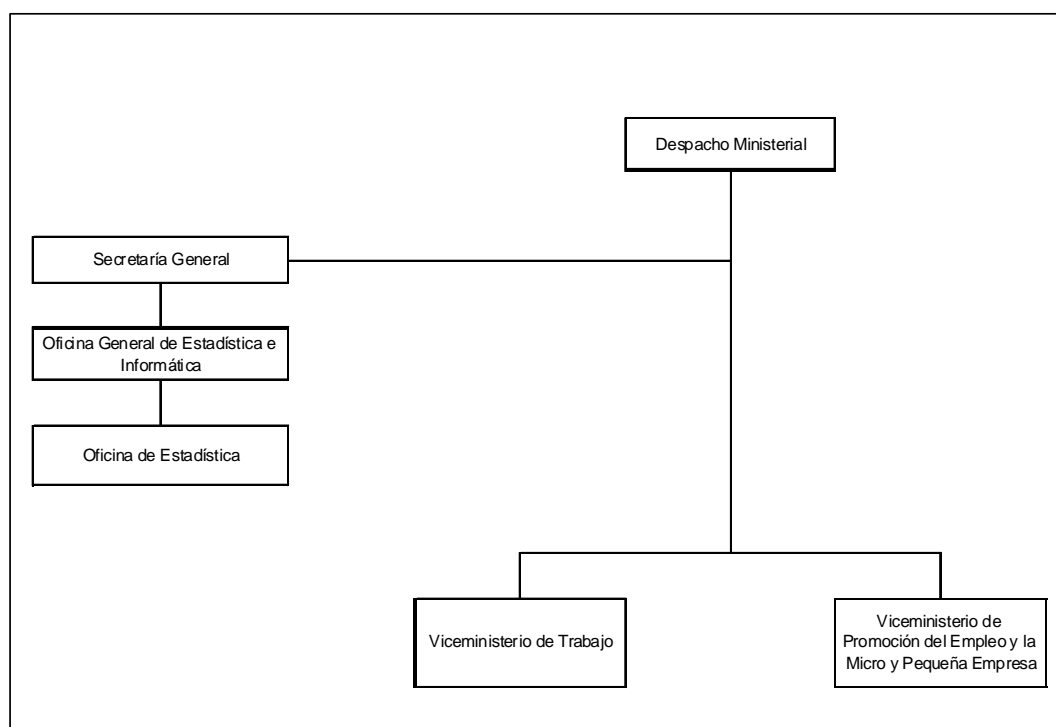 Despacho Ministerial
Secretaría General
Oficina General de Estadística e
Informática
Oficina de Estadística
Viceministerio de Trabajo
Viceministerio de
Promoción del Empleo y la
Micro y Pequeña Empresa